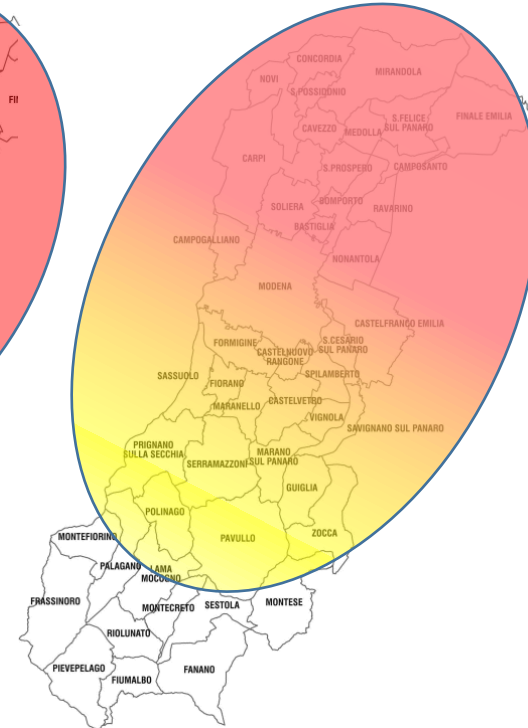 CONCORDIA
MIRANDOLA
NOVI
S.POSSIDONIO
FII
S.FELICE
SUL PANARO
FINALE EMILIA
CAVEZZO
MEDOLLA
CARPI
S.PROSPERO
CAMPOSANTO
SOLIERA
BOMPORTO
RAVARINO
BASTIGLIA
CAMPOGALLIANO
NONANTOLA
MODENA
CASTELFRANCO EMILIA
FORMIGINE
S.CESARIO
SUL PANARO
CASTELNUOVO
RANGONE
SASSUOLO
SPILAMBERTO
FIORANO
MARANELLO
CASTELVETRO
VIGNOLA
SAVIGNANO SUL PANARO
PRIGNANO
SULLA SECCHIA
SERRAMAZZONI
MARANO
SUL PANARO
GUIGLIA
POLINAGO
PAVULLO
ZOCCA
MONTEFIORINO
PALAGANO
LAMA
MOCOGNO
FRASSINORO
MONTECRETO
SESTOLA
MONTESE
RIOLUNATO
PIEVEPELAGO
FIUMALBO
FANANO